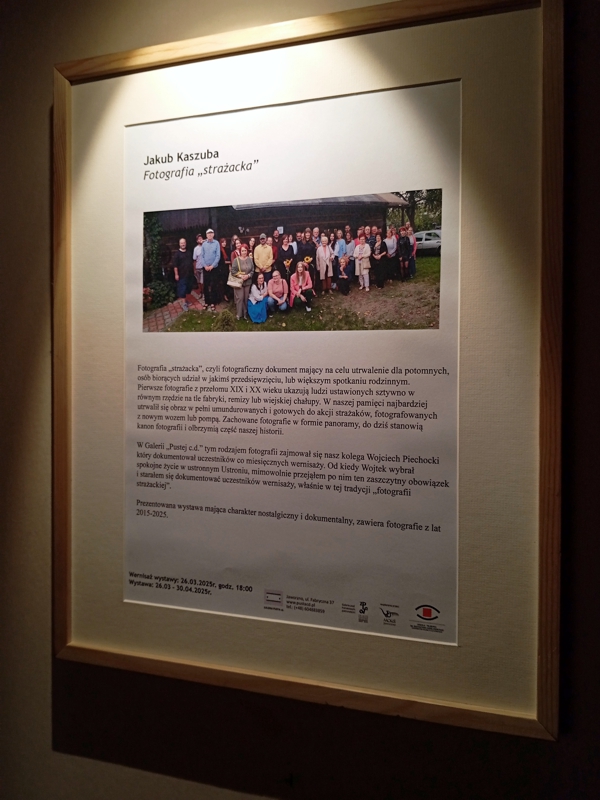 Jakub Kaszuba
Fotografia „strażacka”
Fotografia „strażacka”, czyli fotograficzny dokument mający na celu utrwalenie dla potomnych,
osób biorących udział w jakimś przedsięwzięciu, lub większym spotkaniu rodzinnym.
Pierwsze fotografie z przełomu XIX i XX wieku ukazują ludzi ustawionych sztywno w
równym rzędzie na tle fabryki, remizy lub wiejskiej chałupy. W naszej pamięci najbardziej
utrwalił się obraz w pełni umundurowanych i gotowych do akcji strażaków, fotografowanych
z nowym wozem lub pompą. Zachowane fotografie w formie panoramy, do dziś stanowią
kanon fotografii i olbrzymią część naszej historii.
W Galerii „Pustej c.d.” tym rodzajem fotografii zajmował się nasz kolega Wojciech Piechocki
który dokumentował uczestników co miesięcznych wernisaży. Od kiedy Wojtek wybrał
spokojne życie w ustronnym Ustroniu, mimowolnie przejąłem po nim ten zaszczytny obowiązek
i starałem się dokumentować uczestników wernisaży, właśnie w tej tradycji „fotografii
strażackiej”.
Prezentowana wystawa mająca charakter nostalgiczny i dokumentalny, zawiera fotografie z lat
2015-2025.
Wernisaż wystawy: 26.03.2025r, godz. 18:00
Wystawa: 26.03 - 30.04.2025r.